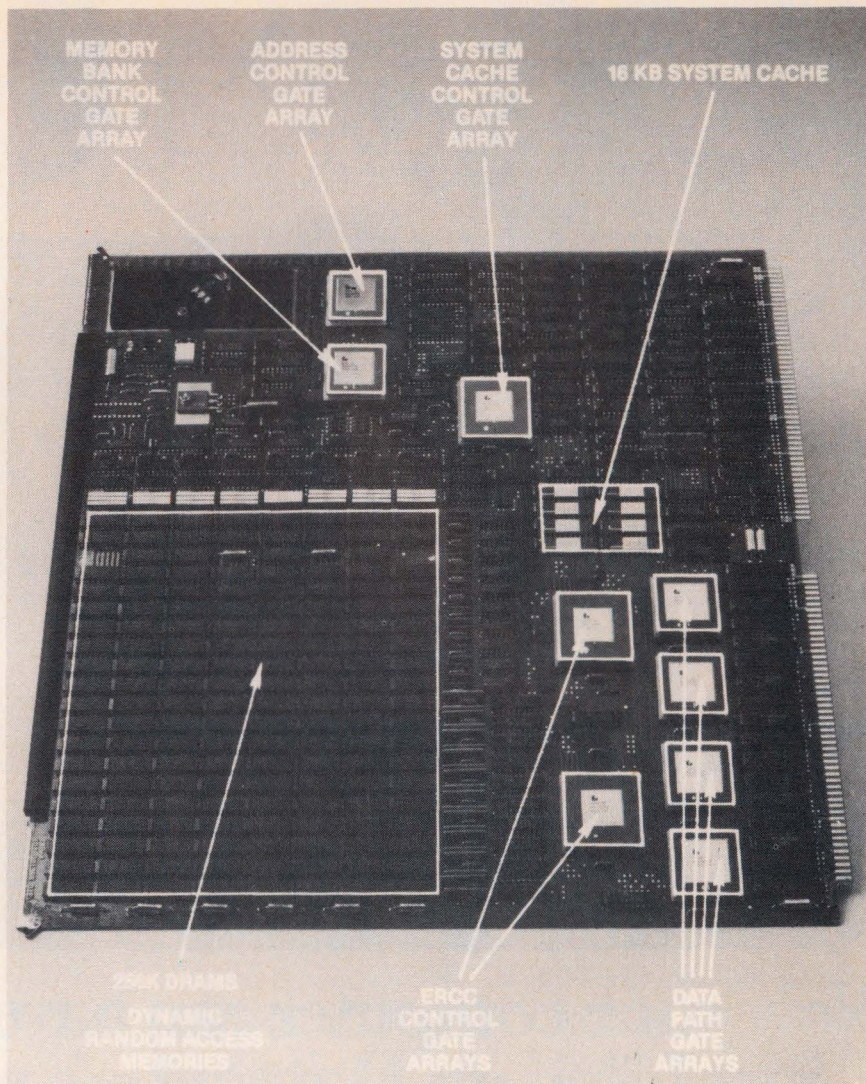 MEMORY
BANK
CONTROL
GATE
ARRAY
ADDRESS
CONTROL
GATE
ARRAY
SYSTEM
CACHE
CONTROL
GATE
ARRAY
16 KB SYSTEM CACHE
256K DRAMS
DYNAMIC
RANDOM ACCESS
MEMORIES
ERCC
CONTROL
GATE
ARRAYS
DATA
PATH
GATE
ARRAYS